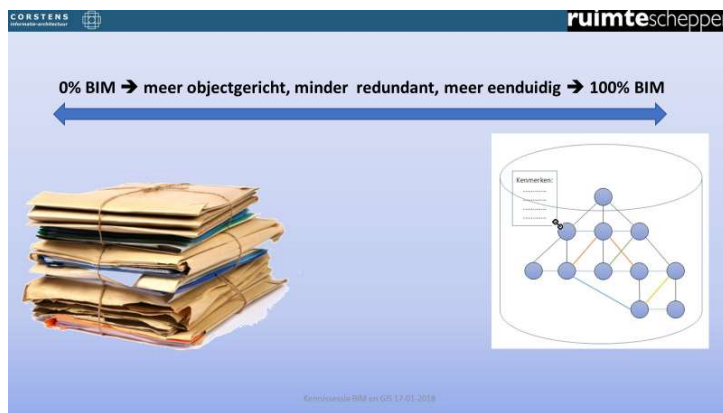 CORSTENS
informatie-architectuur
ruimteschepper
0% BIM ➔ meer objectgericht, minder redundant, meer eenduidig ➔ 100% BIM
Kenmerken:
Kennissessie BIM en GIS 17-01-2018